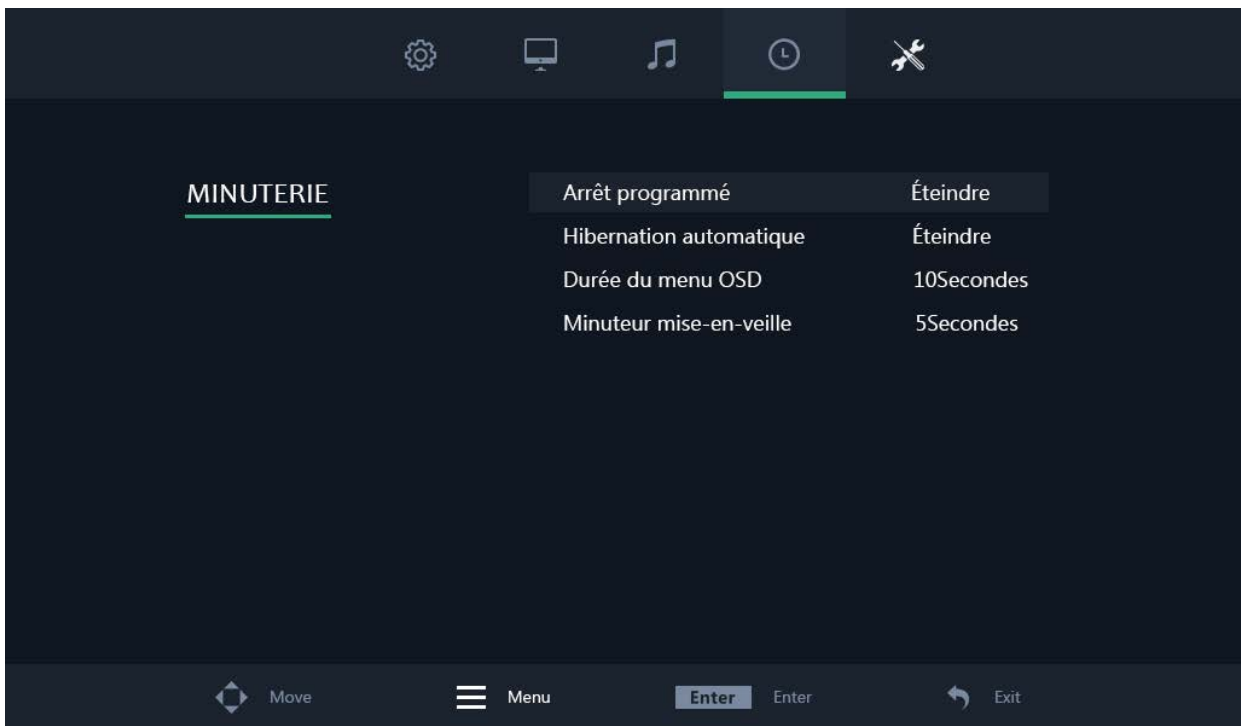 MINUTERIE
Arrêt programmé Éteindre
Hibernation automatique Éteindre
Durée du menu OSD 10Secondes
Minuteur mise-en-veille 5Secondes
Move Menu Enter Enter Exit